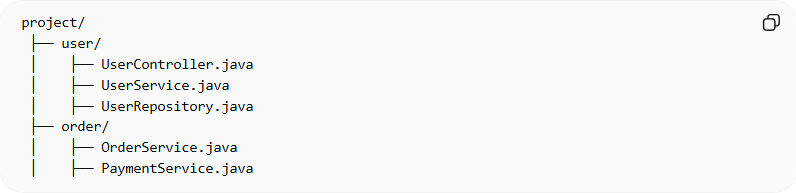 project/
├── user/
│   ├── UserController.java
│   ├── UserService.java
│   ├── UserRepository.java
├── order/
│   ├── OrderService.java
│   ├── PaymentService.java